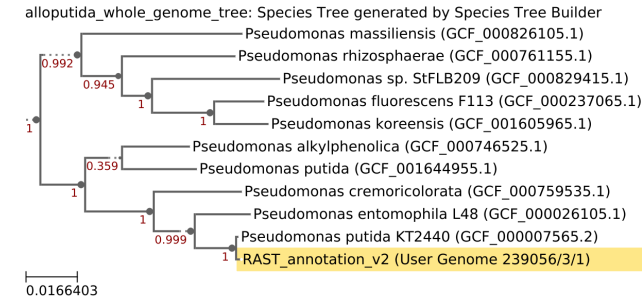 alloputida_whole_genome_tree: Species Tree generated by Species Tree Builder
Pseudomonas massiliensis (GCF_000826105.1)
0.992
Pseudomonas rhizosphaerae (GCF_000761155.1)
0.945
Pseudomonas sp. StFLB209 (GCF_000829415.1)
1
Pseudomonas fluorescens F113 (GCF_000237065.1)
1
Pseudomonas koreensis (GCF_001605965.1)
1
Pseudomonas alkylphenolica (GCF_000746525.1)
0.359
Pseudomonas putida (GCF_001644955.1)
1
Pseudomonas cremoricolorata (GCF_000759535.1)
1
Pseudomonas entomophila L48 (GCF_000026105.1)
0.999
Pseudomonas putida KT2440 (GCF_000007565.2)
1
RAST_annotation_v2 (User Genome 239056/3/1)
0.0166403